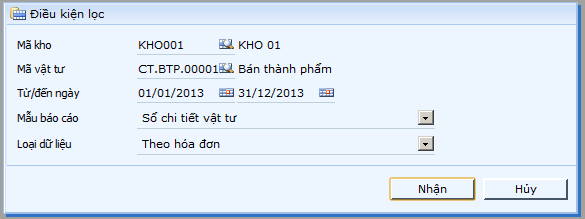 Điều kiện lọc
Mã kho KHO001 KHO 01
Mã vật tư CT.BTP.00001 Bán thành phẩm
Từ/đến ngày 01/01/2013 31/12/2013
Mẫu báo cáo Sổ chi tiết vật tư
Loại dữ liệu Theo hóa đơn
Nhận Hủy